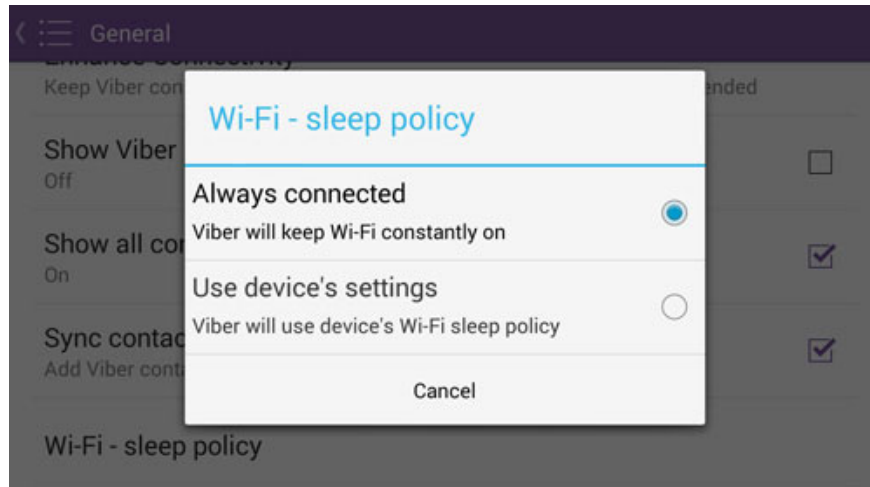 General
Keep Viber con
ended
Wi-Fi - sleep policy
Show Viber
Off
Always connected
Viber will keep Wi-Fi constantly on
Show all con
On
Use device's settings
Viber will use device's Wi-Fi sleep policy
Sync contac
Add Viber conta
Cancel
Wi-Fi - sleep policy